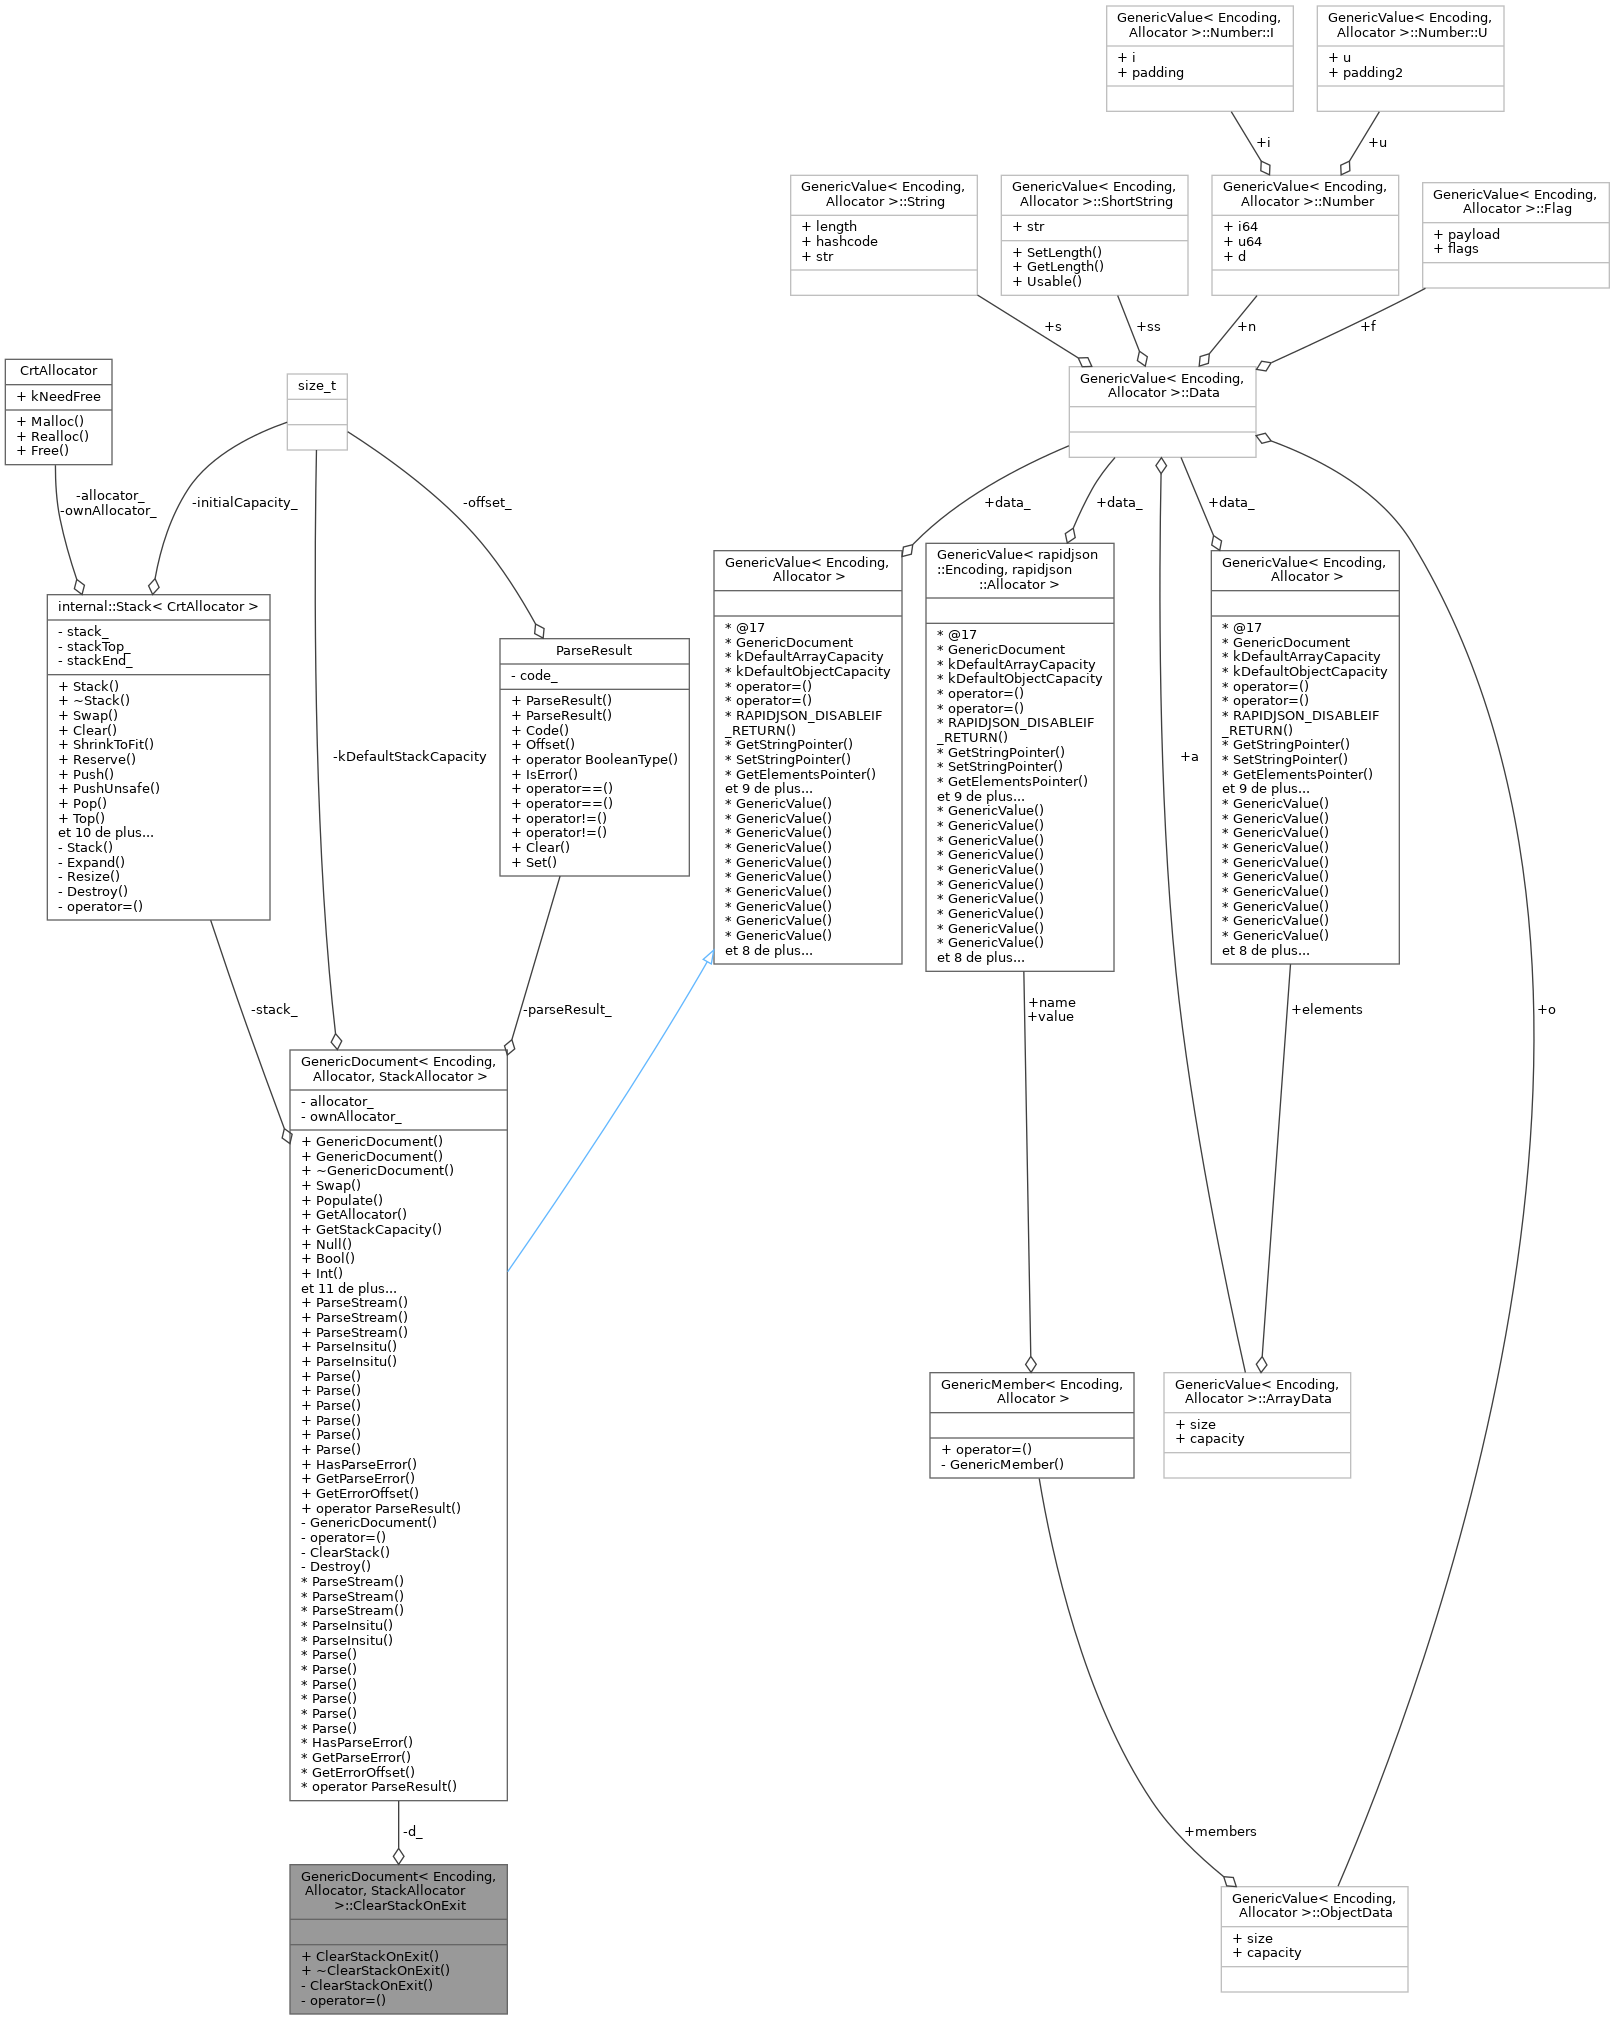 GenericValue< Encoding,
Allocator >::Number::I
+ i
+ padding
GenericValue< Encoding,
Allocator >::Number::U
+ u
+ padding2
+i
+u
GenericValue< Encoding,
Allocator >::String
+ length
+ hashcode
+ str
GenericValue< Encoding,
Allocator >::ShortString
+ str
+ SetLength()
+ GetLength()
+ Usable()
GenericValue< Encoding,
Allocator >::Number
+ i64
+ u64
+ d
GenericValue< Encoding,
Allocator >::Flag
+ payload
+ flags
+s
+ss
+n
+f
CrtAllocator
+ kNeedFree
+ Malloc()
+ Realloc()
+ Free()
size_t
GenericValue< Encoding,
Allocator >::Data
-allocator_
-ownAllocator_
-initialCapacity_
-offset_
+data_
+data_
+data_
internal::Stack< CrtAllocator >
- stack_
- stackTop_
- stackEnd_
+ Stack()
+ ~Stack()
+ Swap()
+ Clear()
+ ShrinkToFit()
+ Reserve()
+ Push()
+ PushUnsafe()
+ Pop()
+ Top()
et 10 de plus...
- Stack()
- Expand()
- Resize()
- Destroy()
- operator=()
-kDefaultStackCapacity
ParseResult
- code_
+ ParseResult()
+ ParseResult()
+ Code()
+ Offset()
+ operator BooleanType()
+ IsError()
+ operator==()
+ operator==()
+ operator!=()
+ operator!=()
+ Clear()
+ Set()
GenericValue< Encoding,
Allocator >
* @17
* GenericDocument
* kDefaultArrayCapacity
* kDefaultObjectCapacity
* operator=()
* operator=()
* RAPIDJSON_DISABLEIF
_RETURN()
* GetStringPointer()
* SetStringPointer()
* GetElementsPointer()
et 9 de plus...
* GenericValue()
* GenericValue()
* GenericValue()
* GenericValue()
* GenericValue()
* GenericValue()
* GenericValue()
* GenericValue()
* GenericValue()
* GenericValue()
et 8 de plus...
GenericValue< rapidjson
::Encoding, rapidjson
::Allocator >
* @17
* GenericDocument
* kDefaultArrayCapacity
* kDefaultObjectCapacity
* operator=()
* operator=()
* RAPIDJSON_DISABLEIF
_RETURN()
* GetStringPointer()
* SetStringPointer()
* GetElementsPointer()
et 9 de plus...
* GenericValue()
* GenericValue()
* GenericValue()
* GenericValue()
* GenericValue()
* GenericValue()
* GenericValue()
* GenericValue()
* GenericValue()
* GenericValue()
et 8 de plus...
+a
GenericValue< Encoding,
Allocator >
* @17
* GenericDocument
* kDefaultArrayCapacity
* kDefaultObjectCapacity
* operator=()
* operator=()
* RAPIDJSON_DISABLEIF
_RETURN()
* GetStringPointer()
* SetStringPointer()
* GetElementsPointer()
et 9 de plus...
* GenericValue()
* GenericValue()
* GenericValue()
* GenericValue()
* GenericValue()
* GenericValue()
* GenericValue()
* GenericValue()
* GenericValue()
* GenericValue()
et 8 de plus...
-stack_
-parseResult_
+name
+value
+elements
+o
GenericDocument< Encoding,
Allocator, StackAllocator >
- allocator_
- ownAllocator_
+ GenericDocument()
+ GenericDocument()
+ ~GenericDocument()
+ Swap()
+ Populate()
+ GetAllocator()
+ GetStackCapacity()
+ Null()
+ Bool()
+ Int()
et 11 de plus...
+ ParseStream()
+ ParseStream()
+ ParseStream()
+ ParseInsitu()
+ ParseInsitu()
+ Parse()
+ Parse()
+ Parse()
+ Parse()
+ Parse()
+ Parse()
+ HasParseError()
+ GetParseError()
+ GetErrorOffset()
+ operator ParseResult()
- GenericDocument()
- operator=()
- ClearStack()
- Destroy()
* ParseStream()
* ParseStream()
* ParseStream()
* ParseInsitu()
* ParseInsitu()
* Parse()
* Parse()
* Parse()
* Parse()
* Parse()
* Parse()
* HasParseError()
* GetParseError()
* GetErrorOffset()
* operator ParseResult()
GenericMember< Encoding,
Allocator >
+ operator=()
- GenericMember()
GenericValue< Encoding,
Allocator >::ArrayData
+ size
+ capacity
-d_
+members
GenericDocument< Encoding,
Allocator, StackAllocator
>::ClearStackOnExit
+ ClearStackOnExit()
+ ~ClearStackOnExit()
- ClearStackOnExit()
- operator=()
GenericValue< Encoding,
Allocator >::ObjectData
+ size
+ capacity